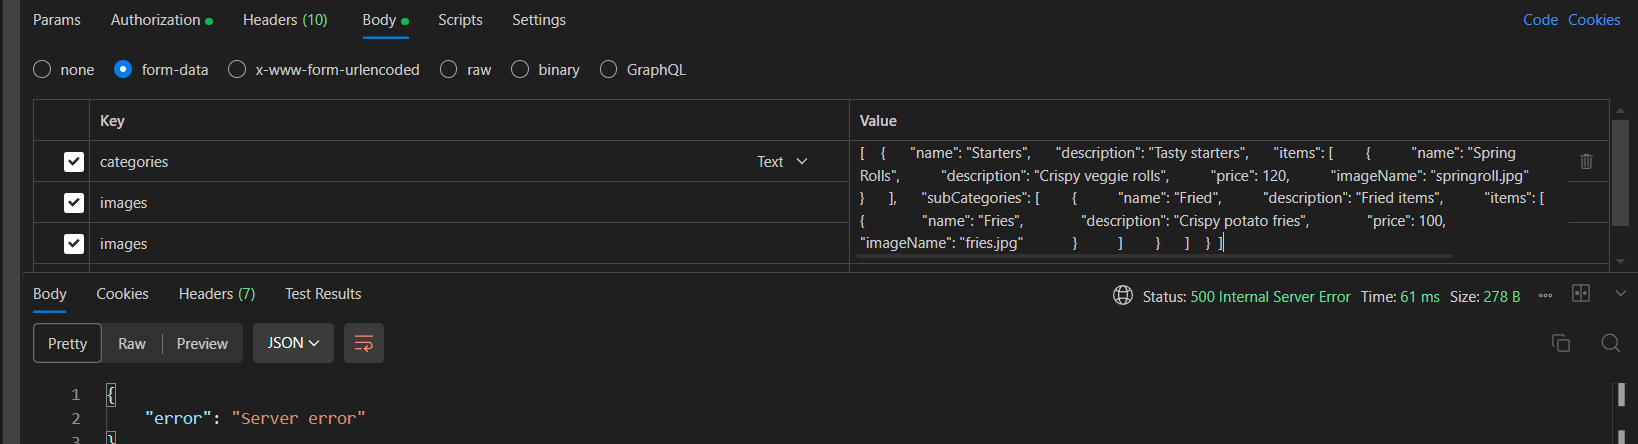 Params Authorization Headers (10) Body Scripts Settings Code Cookies
none form-data x-www-form-urlencoded raw binary GraphQL
Key Value
categories Text [ { "name": "Starters", "description": "Tasty starters", "items": [ { "name": "Spring
Rolls", "description": "Crispy veggie rolls", "price": 120, "imageName": "springroll.jpg"
images } ], "subCategories": [ { "name": "Fried", "description": "Fried items", "items": [
{ "name": "Fries", "description": "Crispy potato fries", "price": 100,
images "imageName": "fries.jpg" } ] } ] } ]
Body Cookies Headers (7) Test Results Status: 500 Internal Server Error Time: 61 ms Size: 278 B
Pretty Raw Preview JSON
1 {
2 "error": "Server error"
3 }